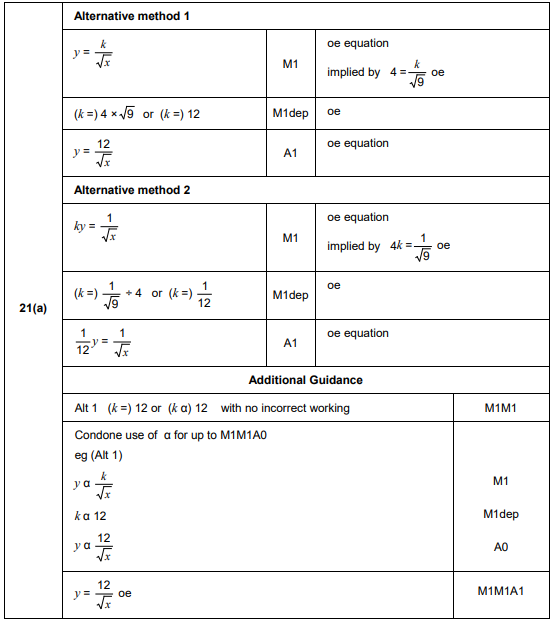 Alternative method 1
y = k/√x
M1
oe equation
implied by 4 = k/√9 oe
(k =) 4 × √9 or (k =) 12
M1dep
oe
y = 12/√x
A1
oe equation
Alternative method 2
ky = 1/√x
M1
oe equation
implied by 4k = 1/√9 oe
21(a)
(k =) 1/√9 ÷ 4 or (k =) 1/12
M1dep
oe
1/12 y = 1/√x
A1
oe equation
Additional Guidance
Alt 1 (k =) 12 or (k α) 12 with no incorrect working
M1M1
Condone use of α for up to M1M1A0
eg (Alt 1)
y α k/√x
M1
k α 12
M1dep
y α 12/√x
A0
y = 12/√x oe
M1M1A1